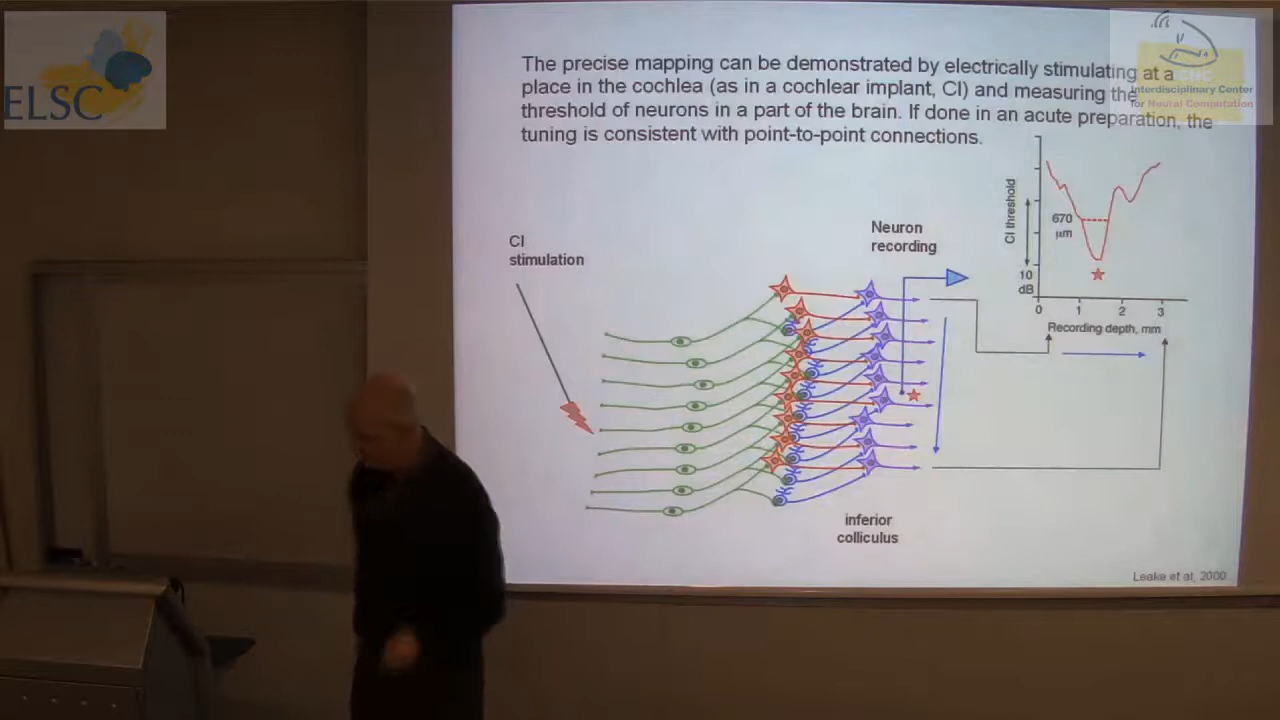 ELSC
The precise mapping can be demonstrated by electrically stimulating at a
place in the cochlea (as in a cochlear implant, CI) and measuring the
threshold of neurons in a part of the brain. If done in an acute preparation, the
tuning is consistent with point-to-point connections.
Interdisciplinary Center
for Neural Computation
CI
stimulation
Neuron
recording
CI threshold
670
µm
10
dB
0 1 2 3
Recording depth, mm
inferior
colliculus
Leake et al, 2000